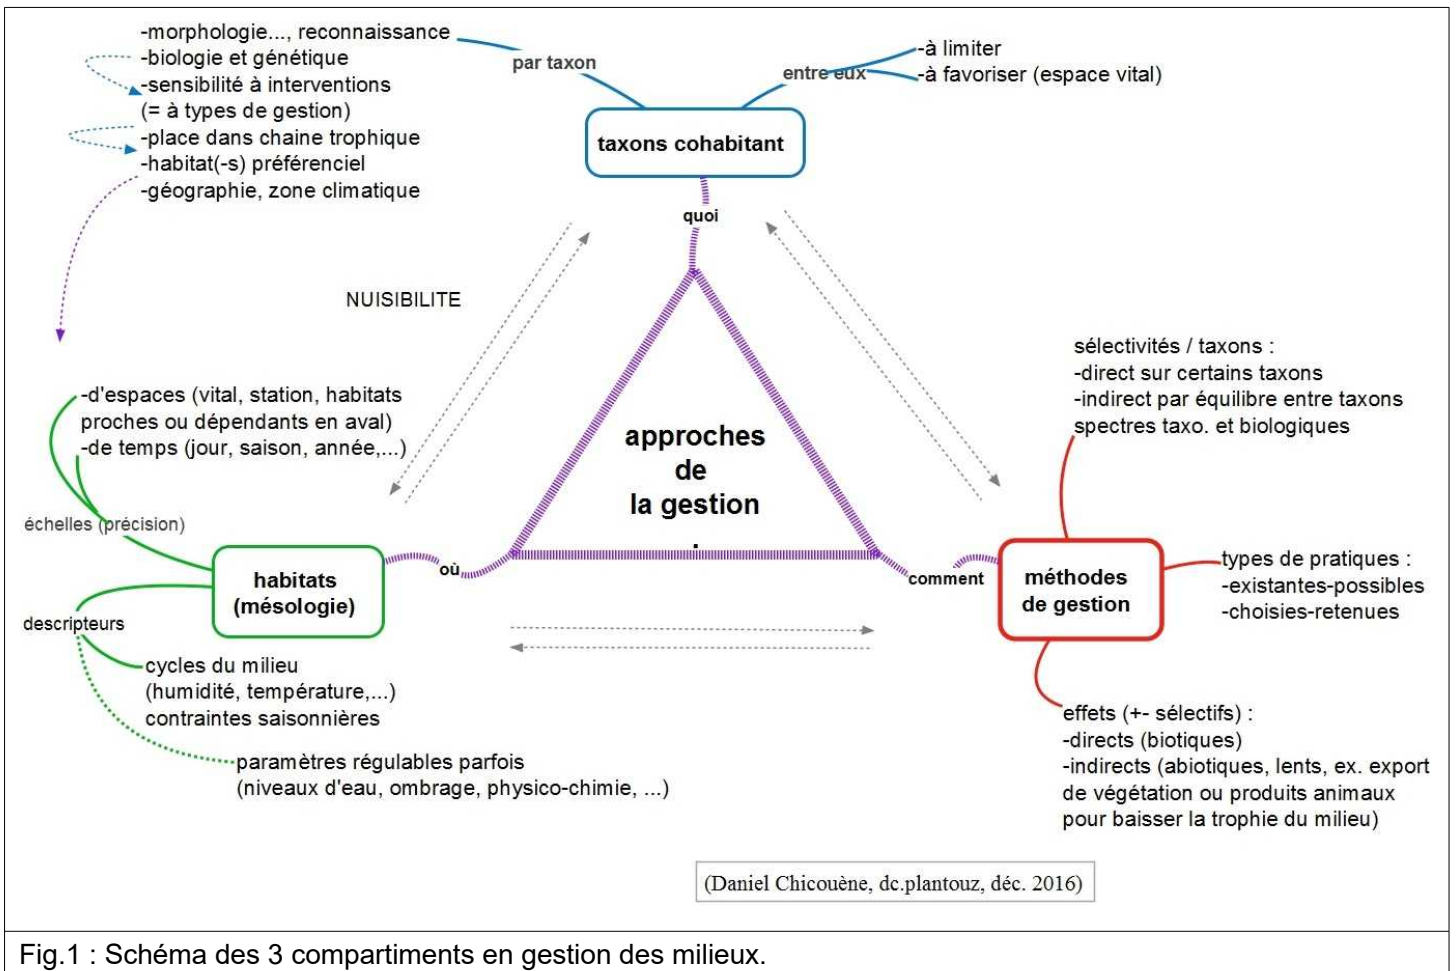 -morphologie..., reconnaissance
-biologie et génétique
-sensibilité à interventions
(= à types de gestion)
-place dans chaine trophique
-habitat(-s) préférenciel
-géographie, zone climatique
par taxon
entre eux
-à limiter
-à favoriser (espace vital)
taxons cohabitant
quoi
NUISIBILITE
approches
de
la gestion
.
sélectivités / taxons :
-direct sur certains taxons
-indirect par équilibre entre taxons
spectres taxo. et biologiques
-d'espaces (vital, station, habitats
proches ou dépendants en aval)
-de temps (jour, saison, année,...)
échelles (précision)
habitats
(mésologie)
où
comment
méthodes
de gestion
types de pratiques :
-existantes-possibles
-choisies-retenues
descripteurs
cycles du milieu
(humidité, température,...)
contraintes saisonnières
paramètres régulables parfois
(niveaux d'eau, ombrage, physico-chimie, ...)
effets (+- sélectifs) :
-directs (biotiques)
-indirects (abiotiques, lents, ex. export
de végétation ou produits animaux
pour baisser la trophie du milieu)
(Daniel Chicouène, dc.plantouz, déc. 2016)
Fig.1 : Schéma des 3 compartiments en gestion des milieux.